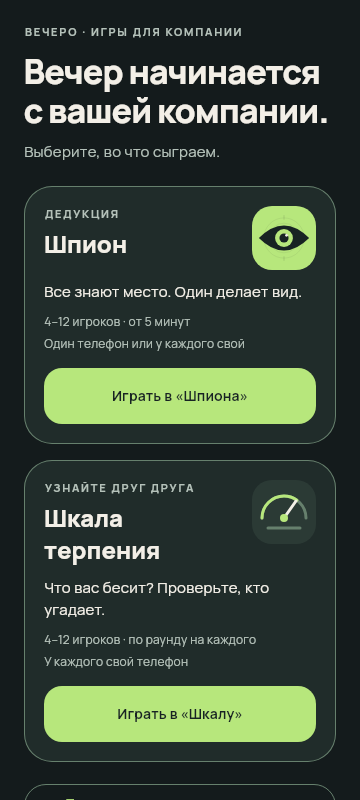 ВЕЧЕРО · ИГРЫ ДЛЯ КОМПАНИИ
Вечер начинается
с вашей компании.
Выберите, во что сыграем.
ДЕДУКЦИЯ
Шпион
Все знают место. Один делает вид.
4–12 игроков · от 5 минут
Один телефон или у каждого свой
Играть в «Шпиона»
УЗНАЙТЕ ДРУГ ДРУГА
Шкала
терпения
Что вас бесит? Проверьте, кто
угадает.
4–12 игроков · по раунду на каждого
У каждого свой телефон
Играть в «Шкалу»